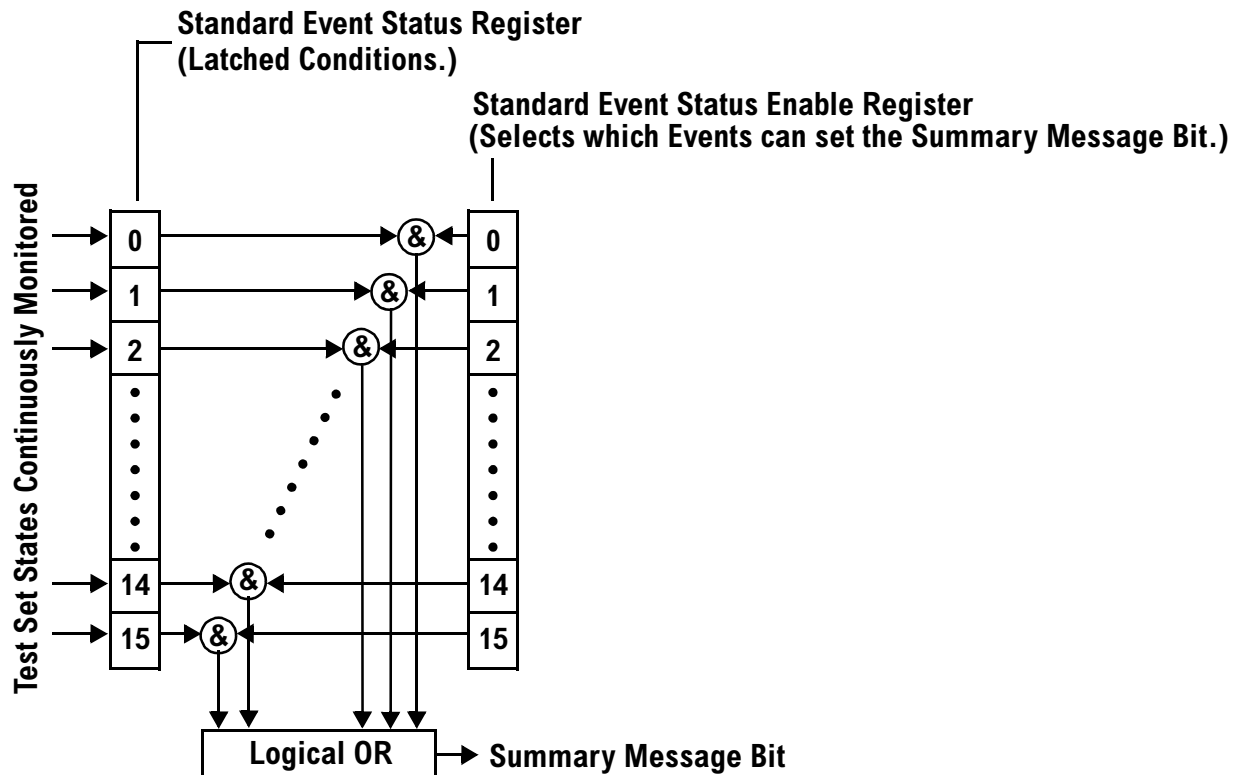 Standard Event Status Register
(Latched Conditions.)
Standard Event Status Enable Register
(Selects which Events can set the Summary Message Bit.)
Test Set States Continuously Monitored
0 & 0
1 & 1
2 & 2
14 & 14
15 & 15
Logical OR
Summary Message Bit